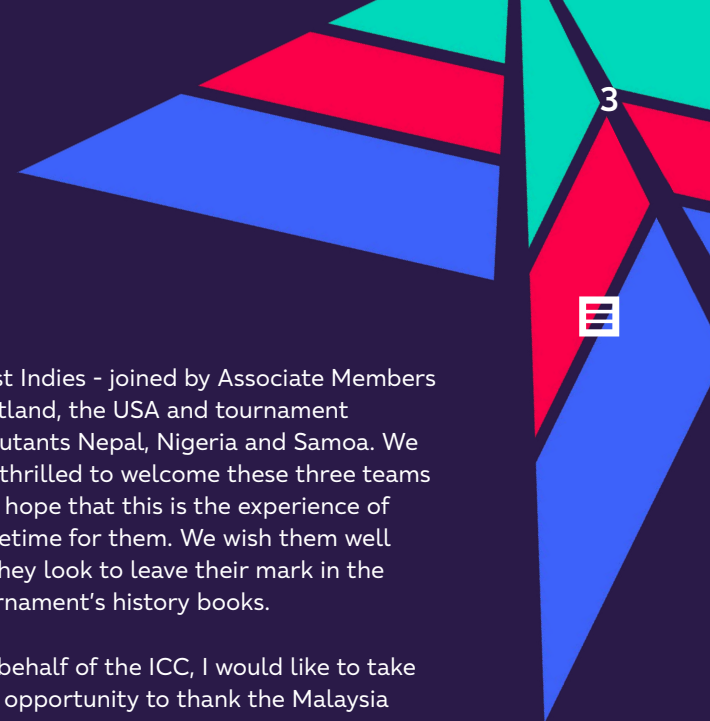 3
st Indies - joined by Associate Members
tland, the USA and tournament
utants Nepal, Nigeria and Samoa. We
thrilled to welcome these three teams
hope that this is the experience of
etime for them. We wish them well
hey look to leave their mark in the
rnament's history books.
behalf of the ICC, I would like to take
opportunity to thank the Malaysia